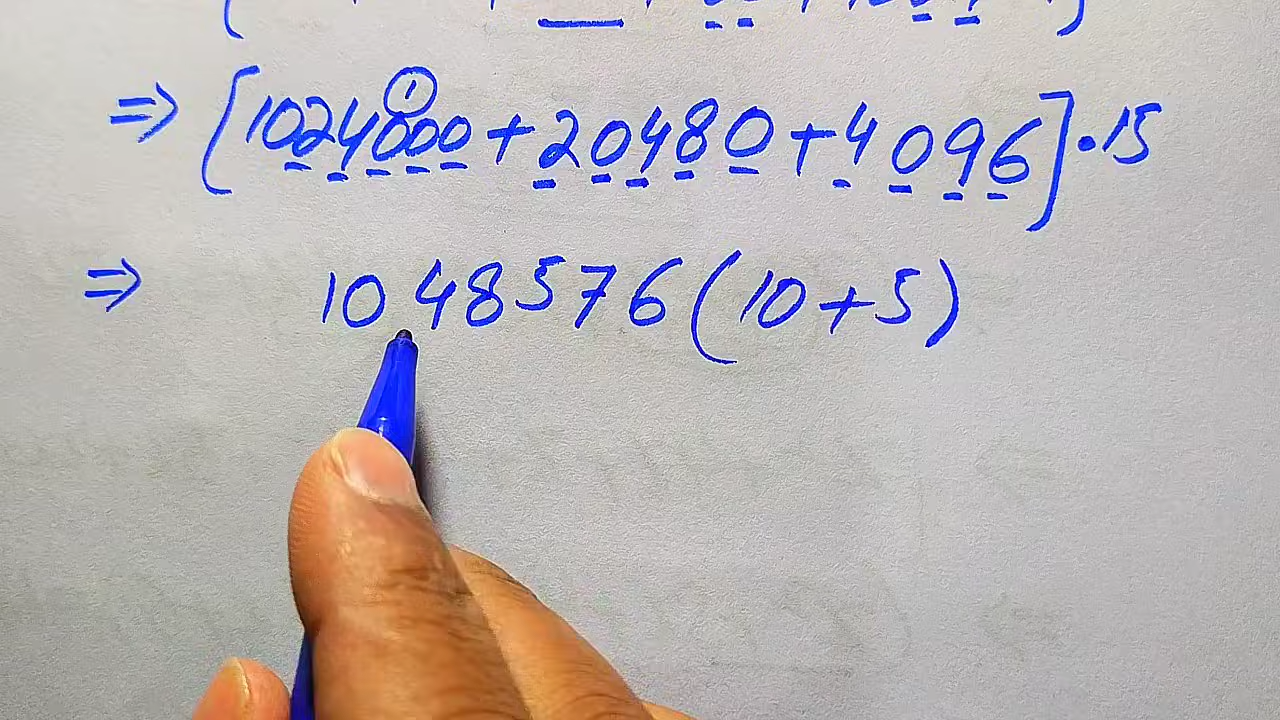 => [1024000 + 20480 + 4096] · 15
=> 1048576 (10 + 5)